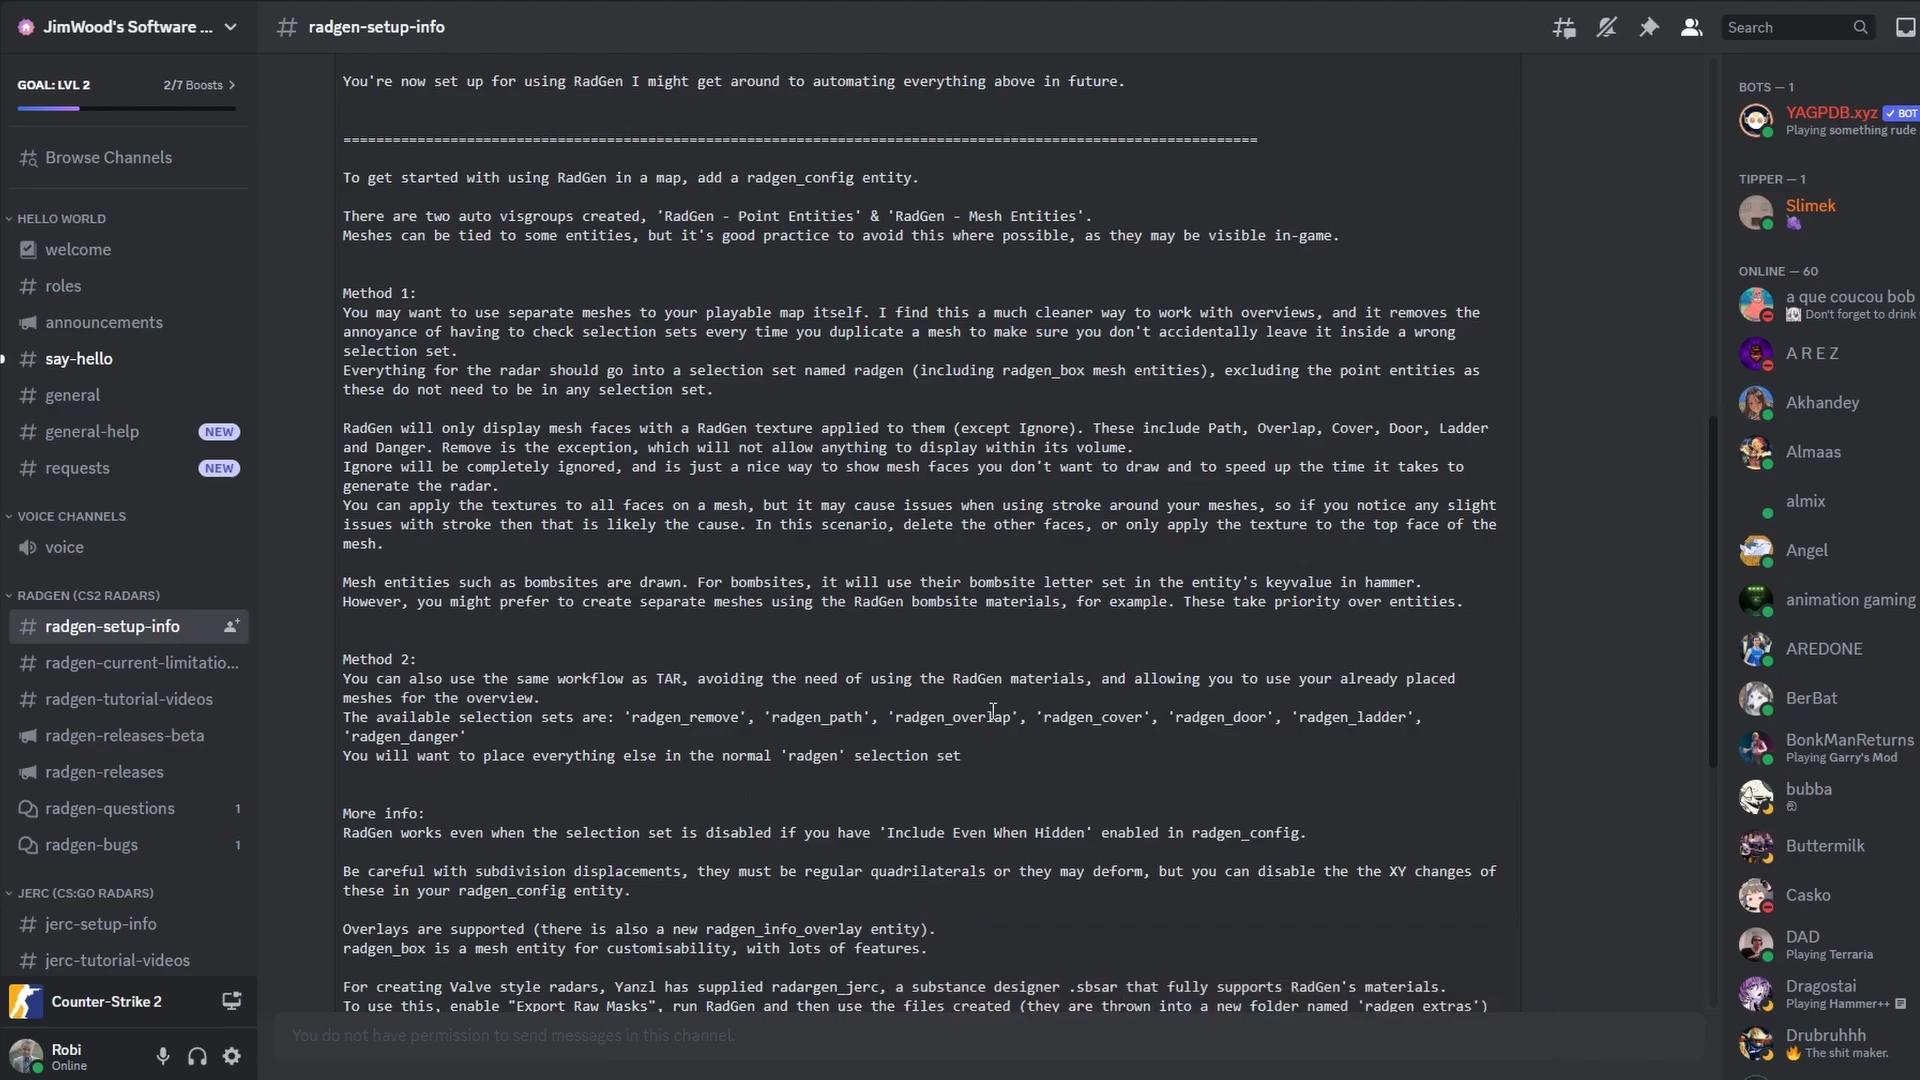 JimWood's Software ...
radgen-setup-info
Search
GOAL: LVL 2
2/7 Boosts
Browse Channels
HELLO WORLD
welcome
roles
announcements
say-hello
general
general-help
NEW
requests
NEW
VOICE CHANNELS
voice
RADGEN (CS2 RADARS)
radgen-setup-info
radgen-current-limitatio...
radgen-tutorial-videos
radgen-releases-beta
radgen-releases
radgen-questions
1
radgen-bugs
1
JERC (CS:GO RADARS)
jerc-setup-info
jerc-tutorial-videos
Counter-Strike 2
Robi
Online
You're now set up for using RadGen I might get around to automating everything above in future.
===============================================================================================================
To get started with using RadGen in a map, add a radgen_config entity.
There are two auto visgroups created, 'RadGen - Point Entities' & 'RadGen - Mesh Entities'.
Meshes can be tied to some entities, but it's good practice to avoid this where possible, as they may be visible in-game.
Method 1:
You may want to use separate meshes to your playable map itself. I find this a much cleaner way to work with overviews, and it removes the
annoyance of having to check selection sets every time you duplicate a mesh to make sure you don't accidentally leave it inside a wrong
selection set.
Everything for the radar should go into a selection set named radgen (including radgen_box mesh entities), excluding the point entities as
these do not need to be in any selection set.
RadGen will only display mesh faces with a RadGen texture applied to them (except Ignore). These include Path, Overlap, Cover, Door, Ladder
and Danger. Remove is the exception, which will not allow anything to display within its volume.
Ignore will be completely ignored, and is just a nice way to show mesh faces you don't want to draw and to speed up the time it takes to
generate the radar.
You can apply the textures to all faces on a mesh, but it may cause issues when using stroke around your meshes, so if you notice any slight
issues with stroke then that is likely the cause. In this scenario, delete the other faces, or only apply the texture to the top face of the
mesh.
Mesh entities such as bombsites are drawn. For bombsites, it will use their bombsite letter set in the entity's keyvalue in hammer.
However, you might prefer to create separate meshes using the RadGen bombsite materials, for example. These take priority over entities.
Method 2:
You can also use the same workflow as TAR, avoiding the need of using the RadGen materials, and allowing you to use your already placed
meshes for the overview.
The available selection sets are: 'radgen_remove', 'radgen_path', 'radgen_overlap', 'radgen_cover', 'radgen_door', 'radgen_ladder',
'radgen_danger'
You will want to place everything else in the normal 'radgen' selection set
More info:
RadGen works even when the selection set is disabled if you have 'Include Even When Hidden' enabled in radgen_config.
Be careful with subdivision displacements, they must be regular quadrilaterals or they may deform, but you can disable the the XY changes of
these in your radgen_config entity.
Overlays are supported (there is also a new radgen_info_overlay entity).
radgen_box is a mesh entity for customisability, with lots of features.
For creating Valve style radars, Yanzl has supplied radargen_jerc, a substance designer .sbsar that fully supports RadGen's materials.
To use this, enable "Export Raw Masks", run RadGen and then use the files created (they are thrown into a new folder named 'radgen_extras')
You do not have permission to send messages in this channel.
BOTS — 1
YAGPDB.xyz
BOT
Playing something rude
TIPPER — 1
Slimek
ONLINE — 60
a que coucou bob
Don't forget to drink
A R E Z
Akhandey
Almaas
almix
Angel
animation gaming
AREDONE
BerBat
BonkManReturns
Playing Garry's Mod
bubba
Buttermilk
Casko
DAD
Playing Terraria
Dragostai
Playing Hammer++
Drubruhhh
The shit maker.